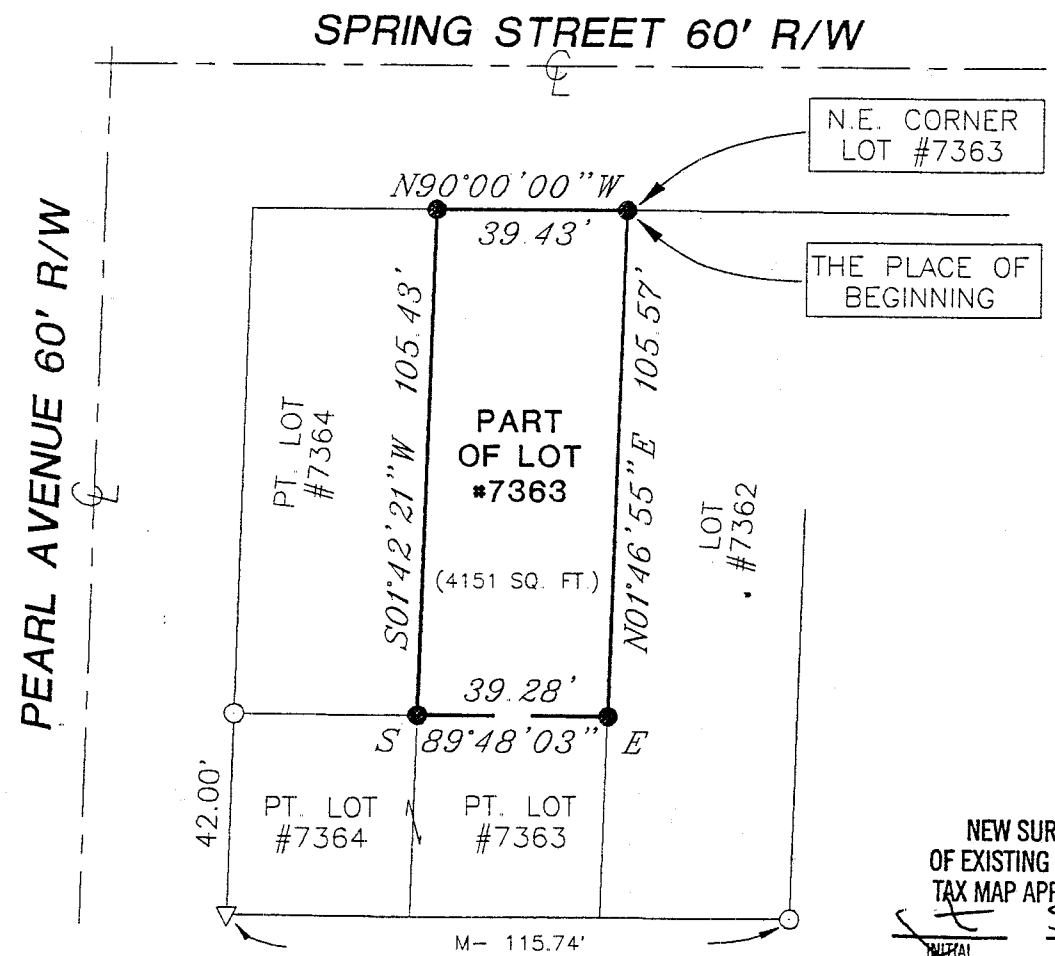 SPRING STREET 60' R/W
℄
N.E. CORNER
LOT #7363
N90°00'00"W
39.43'
THE PLACE OF
BEGINNING
PEARL AVENUE 60' R/W
℄
PT. LOT
#7364
S01°42'21"W 105.43'
PART
OF LOT
#7363
(4151 SQ. FT.)
N01°46'55"E 105.57'
LOT
#7362
39.28'
S 89°48'03" E
42.00'
PT. LOT
#7364
PT. LOT
#7363
M- 115.74'
NEW SUR
OF EXISTING
TAX MAP APP
INITIAL